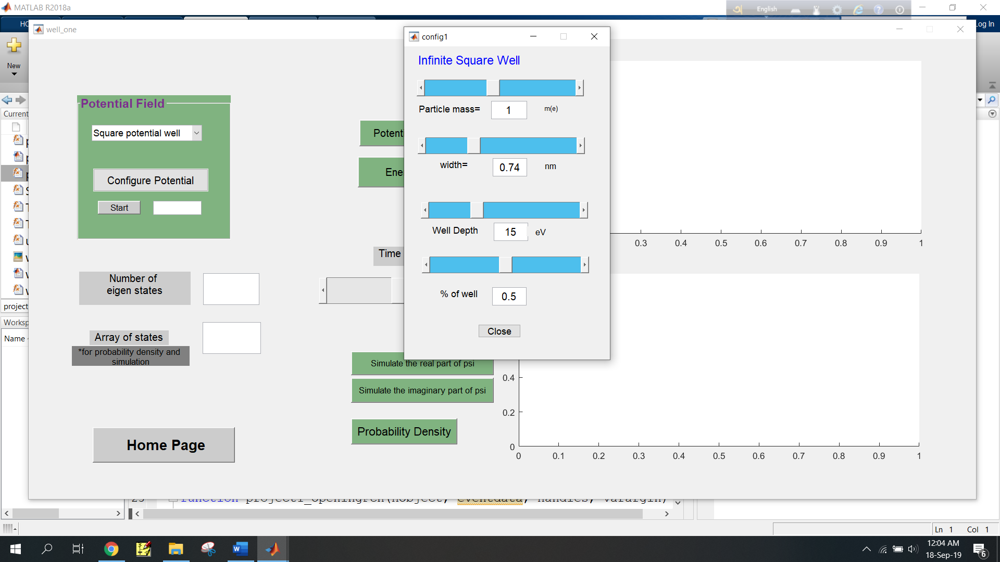 MATLAB R2018a
English
HO
Log In
well_one
config1
New
Infinite Square Well
Potential Field
Particle mass=
1
m(e)
Current
Square potential well
Potenti
width=
0.74
nm
Ene
Configure Potential
Start
Well Depth
15
eV
0.3
0.4
0.5
0.6
0.7
0.8
0.9
1
Time
Number of
eigen states
% of well
0.5
project
Worksp
Close
Name
Array of states
*for probability density and
simulation
Simulate the real part of psi
0.4
Simulate the imaginary part of psi
0.2
Probability Density
Home Page
0
0
0.1
0.2
0.3
0.4
0.5
0.6
0.7
0.8
0.9
1
Ln 1 Col 1
12:04 AM
18-Sep-19
6